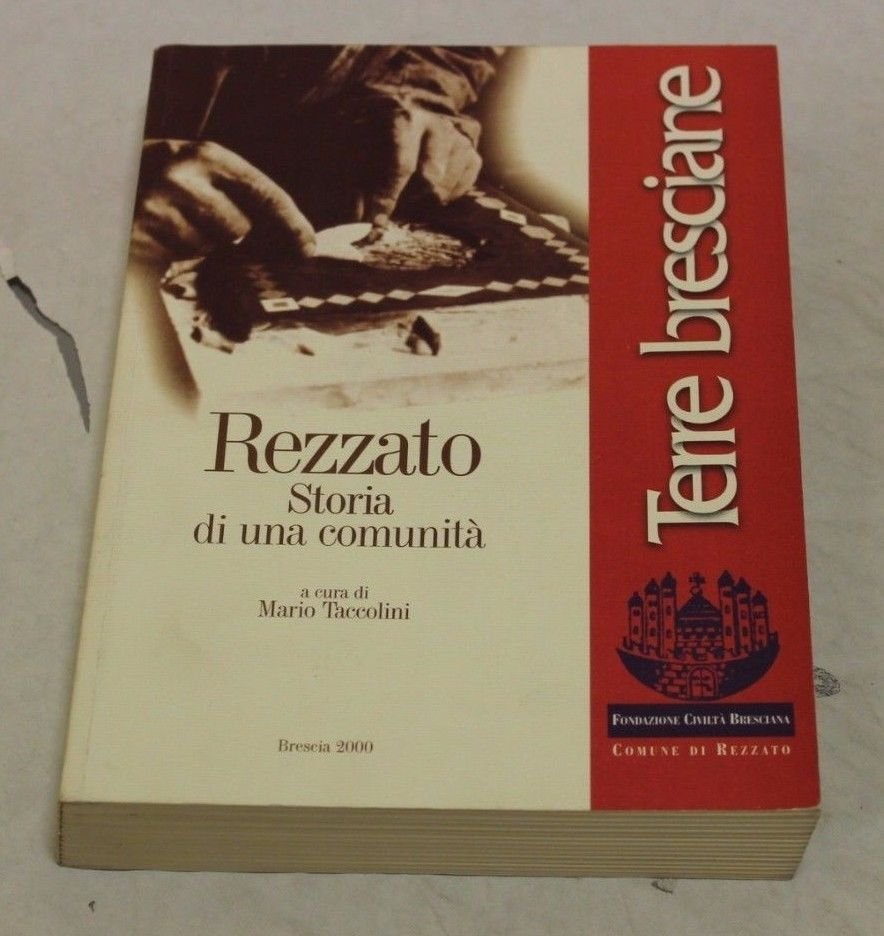 Rezzato
Storia
di una comunità
a cura di
Mario Taccolini
Brescia 2000
Terre bresciane
FONDAZIONE CIVILTÀ BRESCIANA
COMUNE DI REZZATO